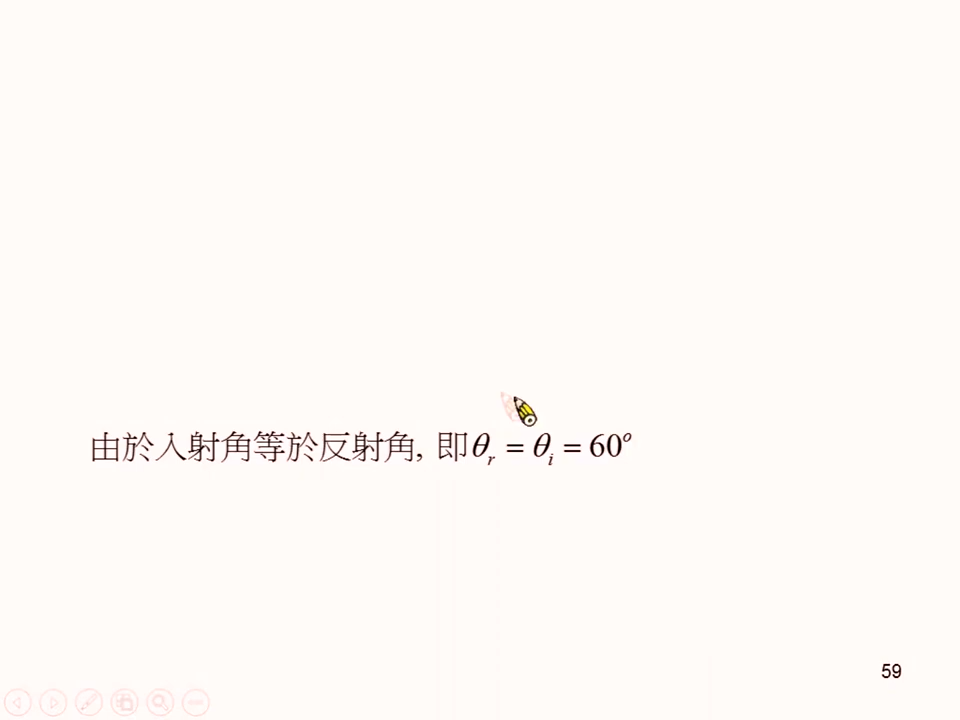 由於入射角等於反射角, 即θᵣ = θᵢ = 60°
59